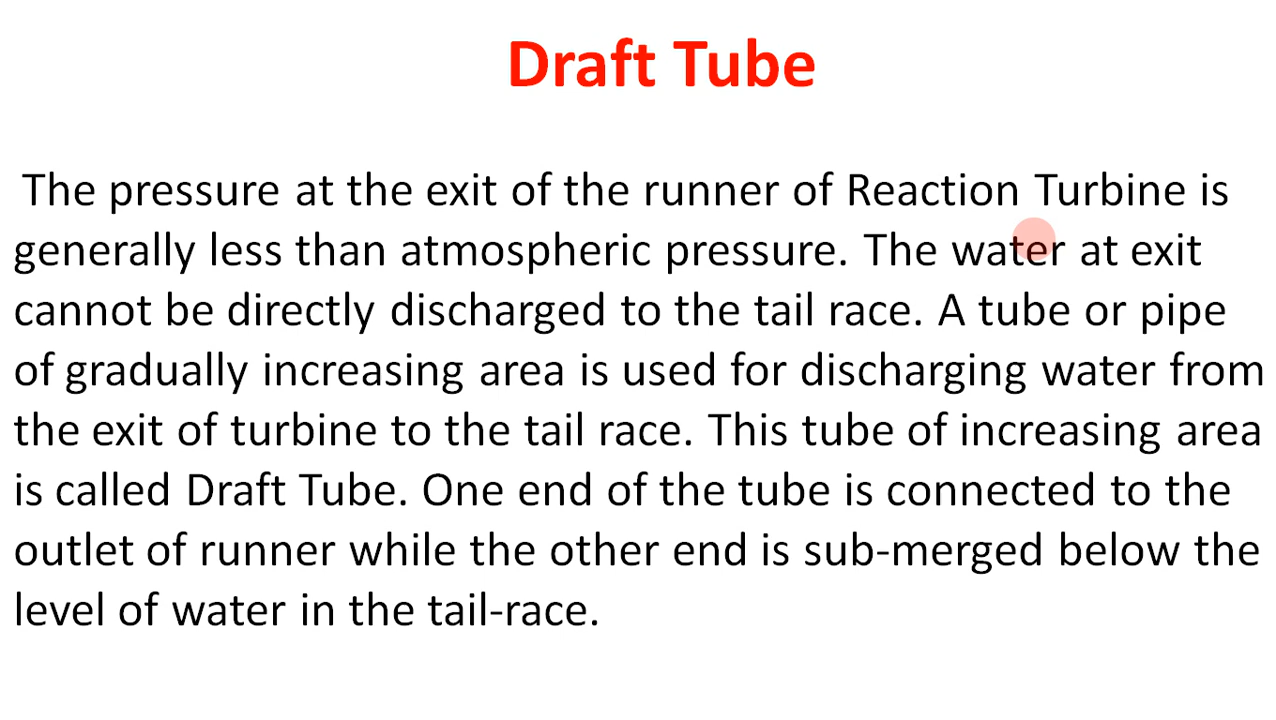 Draft Tube
The pressure at the exit of the runner of Reaction Turbine is
generally less than atmospheric pressure. The water at exit
cannot be directly discharged to the tail race. A tube or pipe
of gradually increasing area is used for discharging water from
the exit of turbine to the tail race. This tube of increasing area
is called Draft Tube. One end of the tube is connected to the
outlet of runner while the other end is sub-merged below the
level of water in the tail-race.